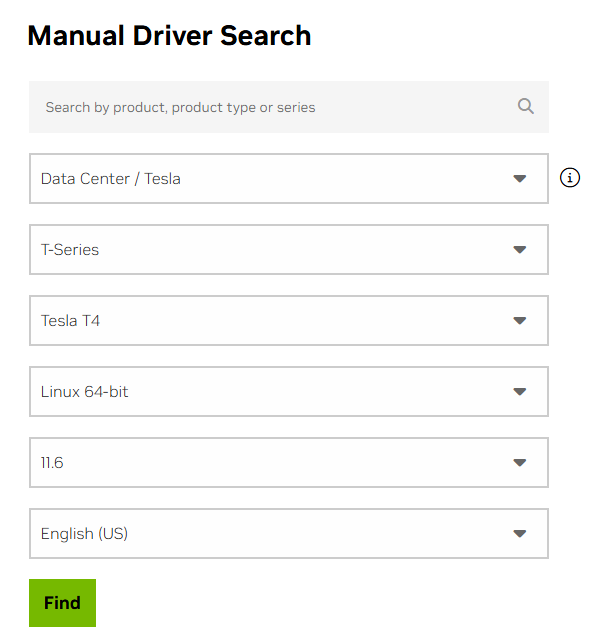 Manual Driver Search
Search by product, product type or series
Data Center / Tesla
T-Series
Tesla T4
Linux 64-bit
11.6
English (US)
Find